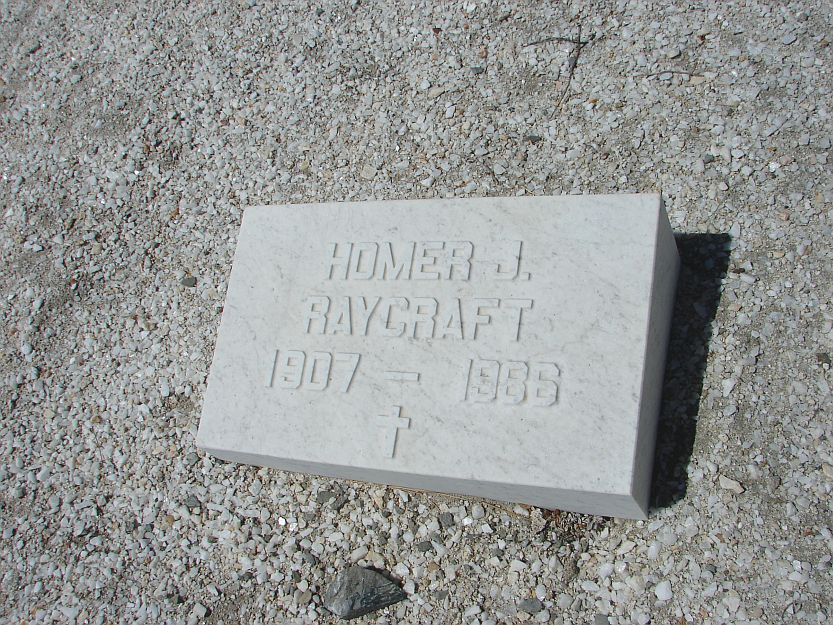 HOMER J.
RAYCRAFT
1907 - 1986